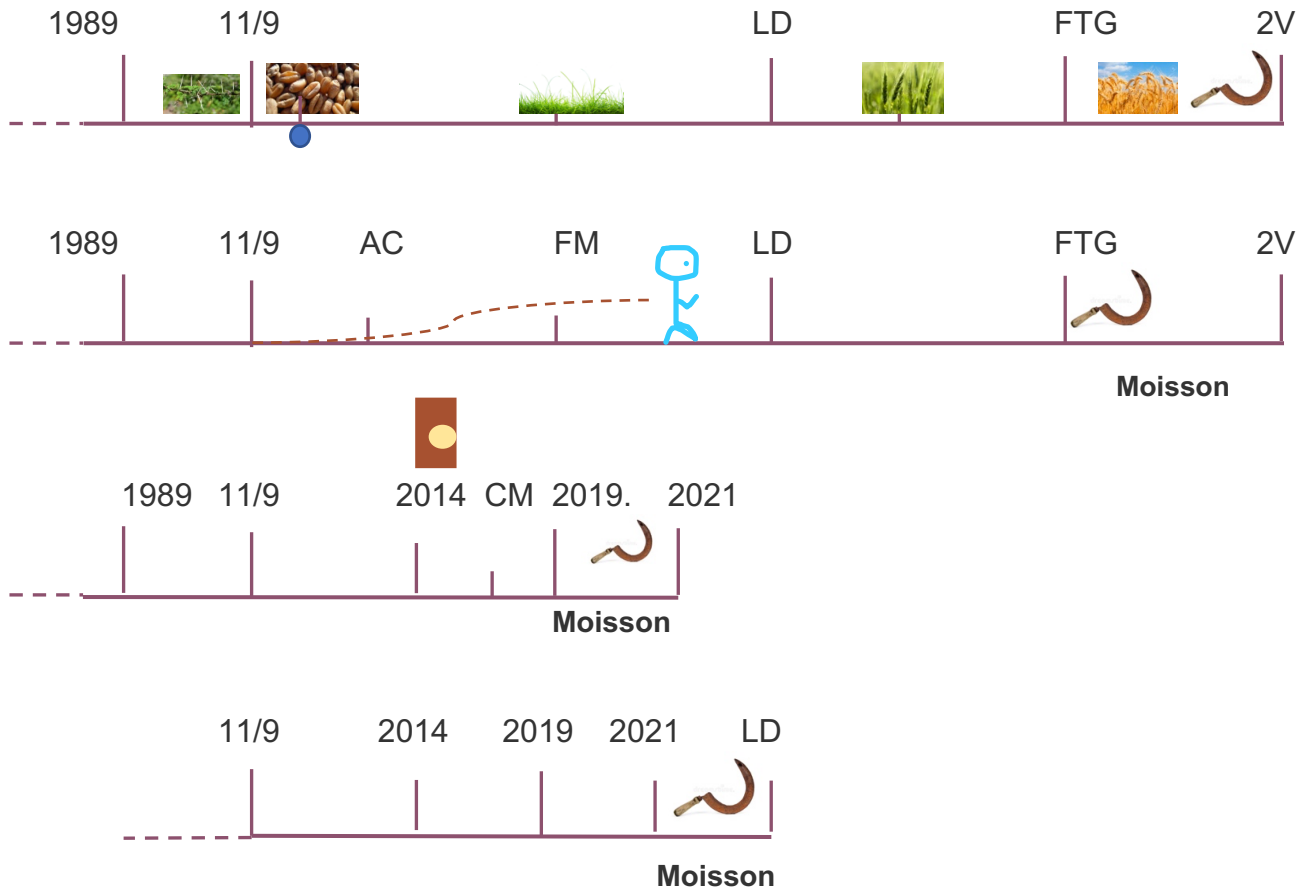 1989 11/9 LD FTG 2V
1989 11/9 AC FM LD FTG 2V
Moisson
1989 11/9 2014 CM 2019. 2021
Moisson
11/9 2014 2019 2021 LD
Moisson